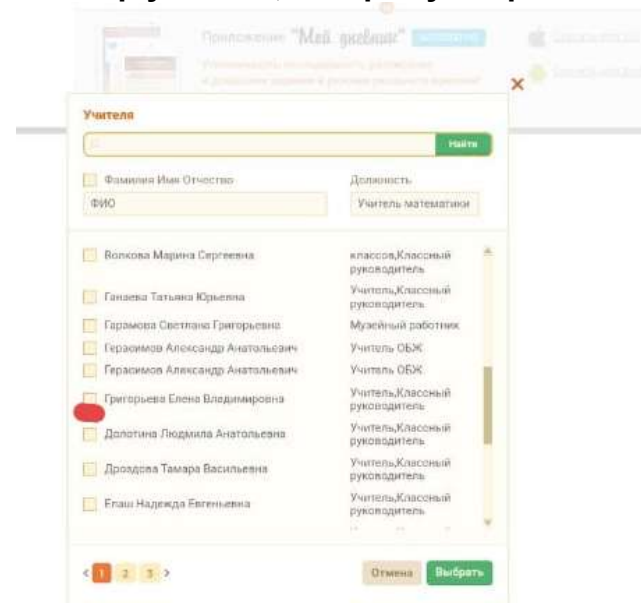 Приложение "Мой дневник"
Учителя
Найти
Фамилия Имя Отчество Должность
ФИО Учитель математики
Волкова Марина Сергеевна классов,Классный
руководитель
Ганаева Татьяна Юрьевна Учитель,Классный
руководитель
Гарамова Светлана Григорьевна Музейный работник
Герасимов Александр Анатольевич Учитель ОБЖ
Герасимов Александр Анатольевич Учитель ОБЖ
Григорьева Елена Владимировна Учитель,Классный
руководитель
Долотина Людмила Анатольевна Учитель,Классный
руководитель
Дроздова Тамара Васильевна Учитель,Классный
руководитель
Елаш Надежда Евгеньевна Учитель,Классный
руководитель
< 1 2 3 > Отмена Выбрать